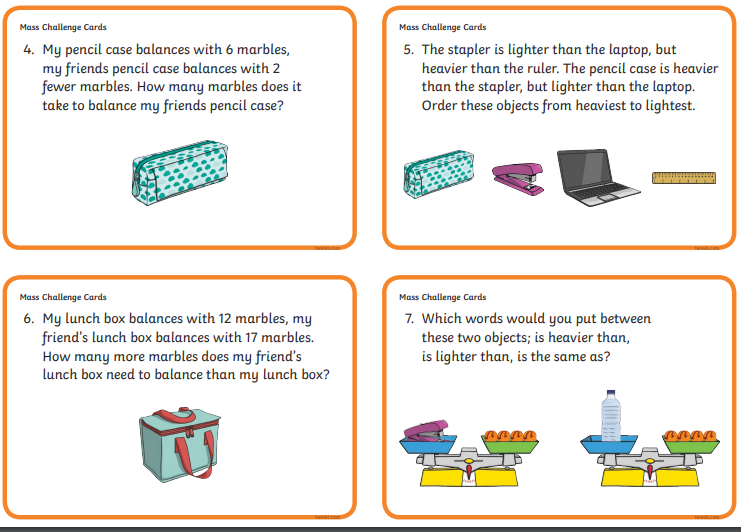 Mass Challenge Cards
4. My pencil case balances with 6 marbles,
my friends pencil case balances with 2
fewer marbles. How many marbles does it
take to balance my friends pencil case?
Mass Challenge Cards
5. The stapler is lighter than the laptop, but
heavier than the ruler. The pencil case is heavier
than the stapler, but lighter than the laptop.
Order these objects from heaviest to lightest.
Mass Challenge Cards
6. My lunch box balances with 12 marbles, my
friend's lunch box balances with 17 marbles.
How many more marbles does my friend's
lunch box need to balance than my lunch box?
Mass Challenge Cards
7. Which words would you put between
these two objects; is heavier than,
is lighter than, is the same as?